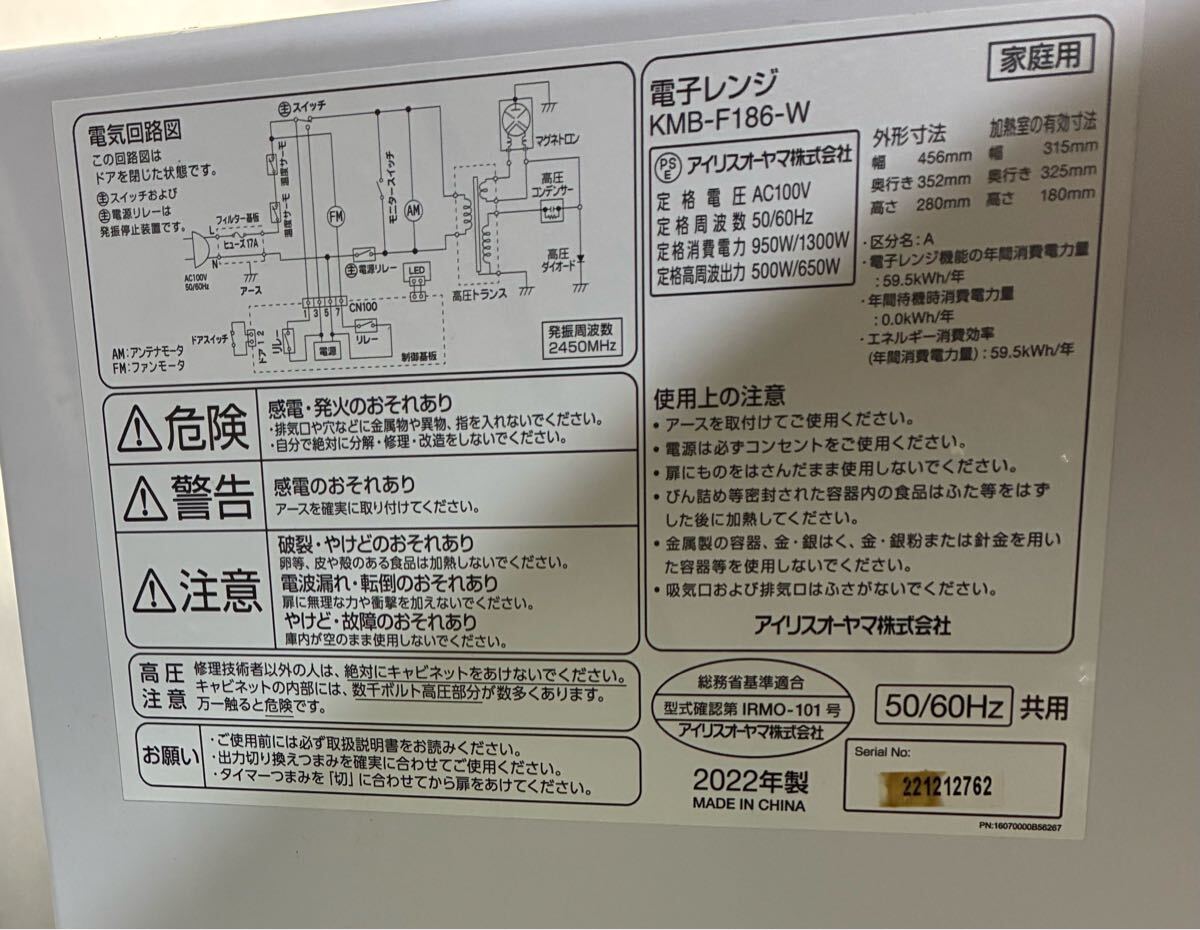 電気回路図
この回路図は
ドアを閉じた状態です。
主スイッチおよび
主電源リレーは
発振停止装置です。
主スイッチ
温度サーモ
温度サーモ
フィルター基板
L
ヒューズ17A
N
AC100V
50/60Hz
アース
FM
モータースイッチ
AM
主電源リレー
LED
マグネトロン
高圧
コンデンサー
高圧
ダイオード
高圧トランス
CN100
1 3 5 7
ドアスイッチ
ドア12
リレー
電源
リレー
制御基板
AM:アンテナモータ
FM:ファンモータ
発振周波数
2450MHz
危険
感電・発火のおそれあり
・排気口や穴などに金属物や異物、指を入れないでください。
・自分で絶対に分解・修理・改造をしないでください。
警告
感電のおそれあり
アースを確実に取り付けてください。
注意
破裂・やけどのおそれあり
卵等、皮や殻のある食品は加熱しないでください。
電波漏れ・転倒のおそれあり
扉に無理な力や衝撃を加えないでください。
やけど・故障のおそれあり
庫内が空のまま使用しないでください。
高圧
注意
修理技術者以外の人は、絶対にキャビネットをあけないでください。
キャビネットの内部には、数千ボルト高圧部分が数多くあります。
万一触ると危険です。
お願い
・ご使用前には必ず取扱説明書をお読みください。
・出力切り換えつまみを確実に合わせてご使用ください。
・タイマーつまみを「切」に合わせてから扉をあけてください。
家庭用
電子レンジ
KMB-F186-W
PSE アイリスオーヤマ株式会社
定格電圧 AC100V
定格周波数 50/60Hz
定格消費電力 950W/1300W
定格高周波出力 500W/650W
外形寸法
幅 456mm
奥行き 352mm
高さ 280mm
加熱室の有効寸法
幅 315mm
奥行き 325mm
高さ 180mm
・区分名:A
・電子レンジ機能の年間消費電力量
:59.5kWh/年
・年間待機時消費電力量
:0.0kWh/年
・エネルギー消費効率
(年間消費電力量):59.5kWh/年
使用上の注意
・アースを取付けてご使用ください。
・電源は必ずコンセントをご使用ください。
・扉にものをはさんだまま使用しないでください。
・びん詰め等密封された容器内の食品はふた等をはず
した後に加熱してください。
・金属製の容器、金・銀はく、金・銀粉または針金を用い
た容器等を使用しないでください。
・吸気口および排気口はふさがないでください。
アイリスオーヤマ株式会社
総務省基準適合
型式確認第 IRMO-101 号
アイリスオーヤマ株式会社
50/60Hz 共用
2022年製
MADE IN CHINA
Serial No:
221212762
PN:16070000B56267